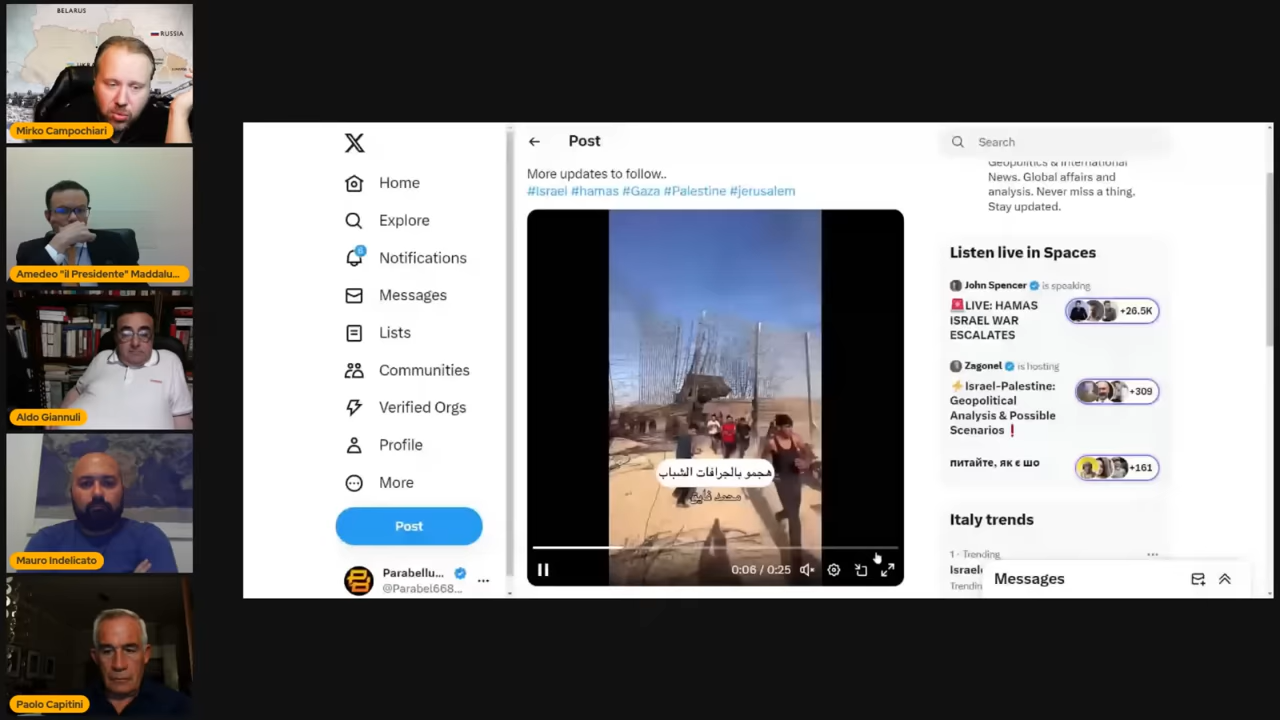 BELARUS
RUSSIA
Mirko Campochiari
Amedeo "il Presidente" Maddalu...
Aldo Giannuli
Mauro Indelicato
Paolo Capitini
Home
Explore
Notifications
Messages
Lists
Communities
Verified Orgs
Profile
More
Post
Parabellu...
@Parabel668...
Post
More updates to follow..
#Israel #hamas #Gaza #Palestine #jerusalem
هجمو بالجرافات الشباب
محمد فايق
0:06 / 0:25
Search
Geopolitics & International
News. Global affairs and
analysis. Never miss a thing.
Stay updated.
Listen live in Spaces
John Spencer is speaking
🚨LIVE: HAMAS
ISRAEL WAR
ESCALATES
+26.5K
Zagonel is hosting
⚡Israel-Palestine:
Geopolitical
Analysis & Possible
Scenarios❗
+309
питайте, як є шо
+161
Italy trends
1 · Trending
Israele
Trending
Messages